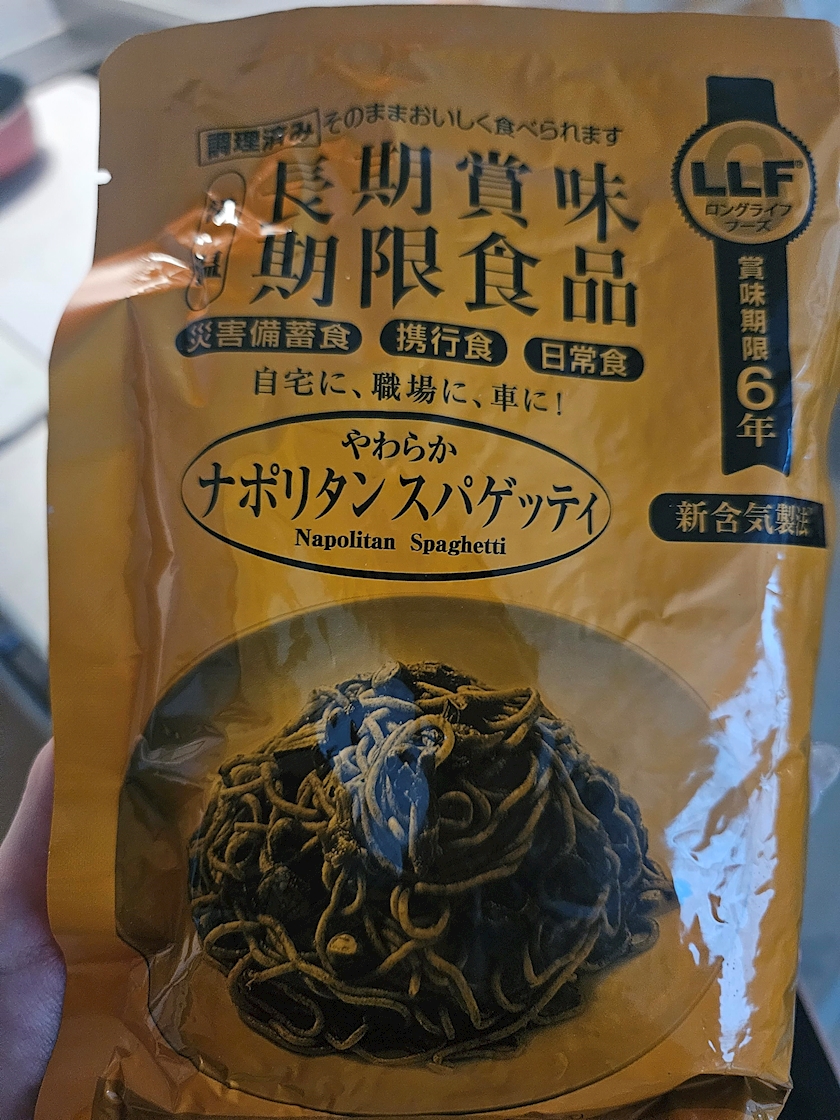 調理済み そのままおいしく食べられます
長期賞味
期限食品
災害備蓄食 携行食 日常食
自宅に、職場に、車に!
やわらか
ナポリタンスパゲッティ
Napolitan Spaghetti
LLF
ロングライフ
フーズ
賞味期限6年
新含気製法